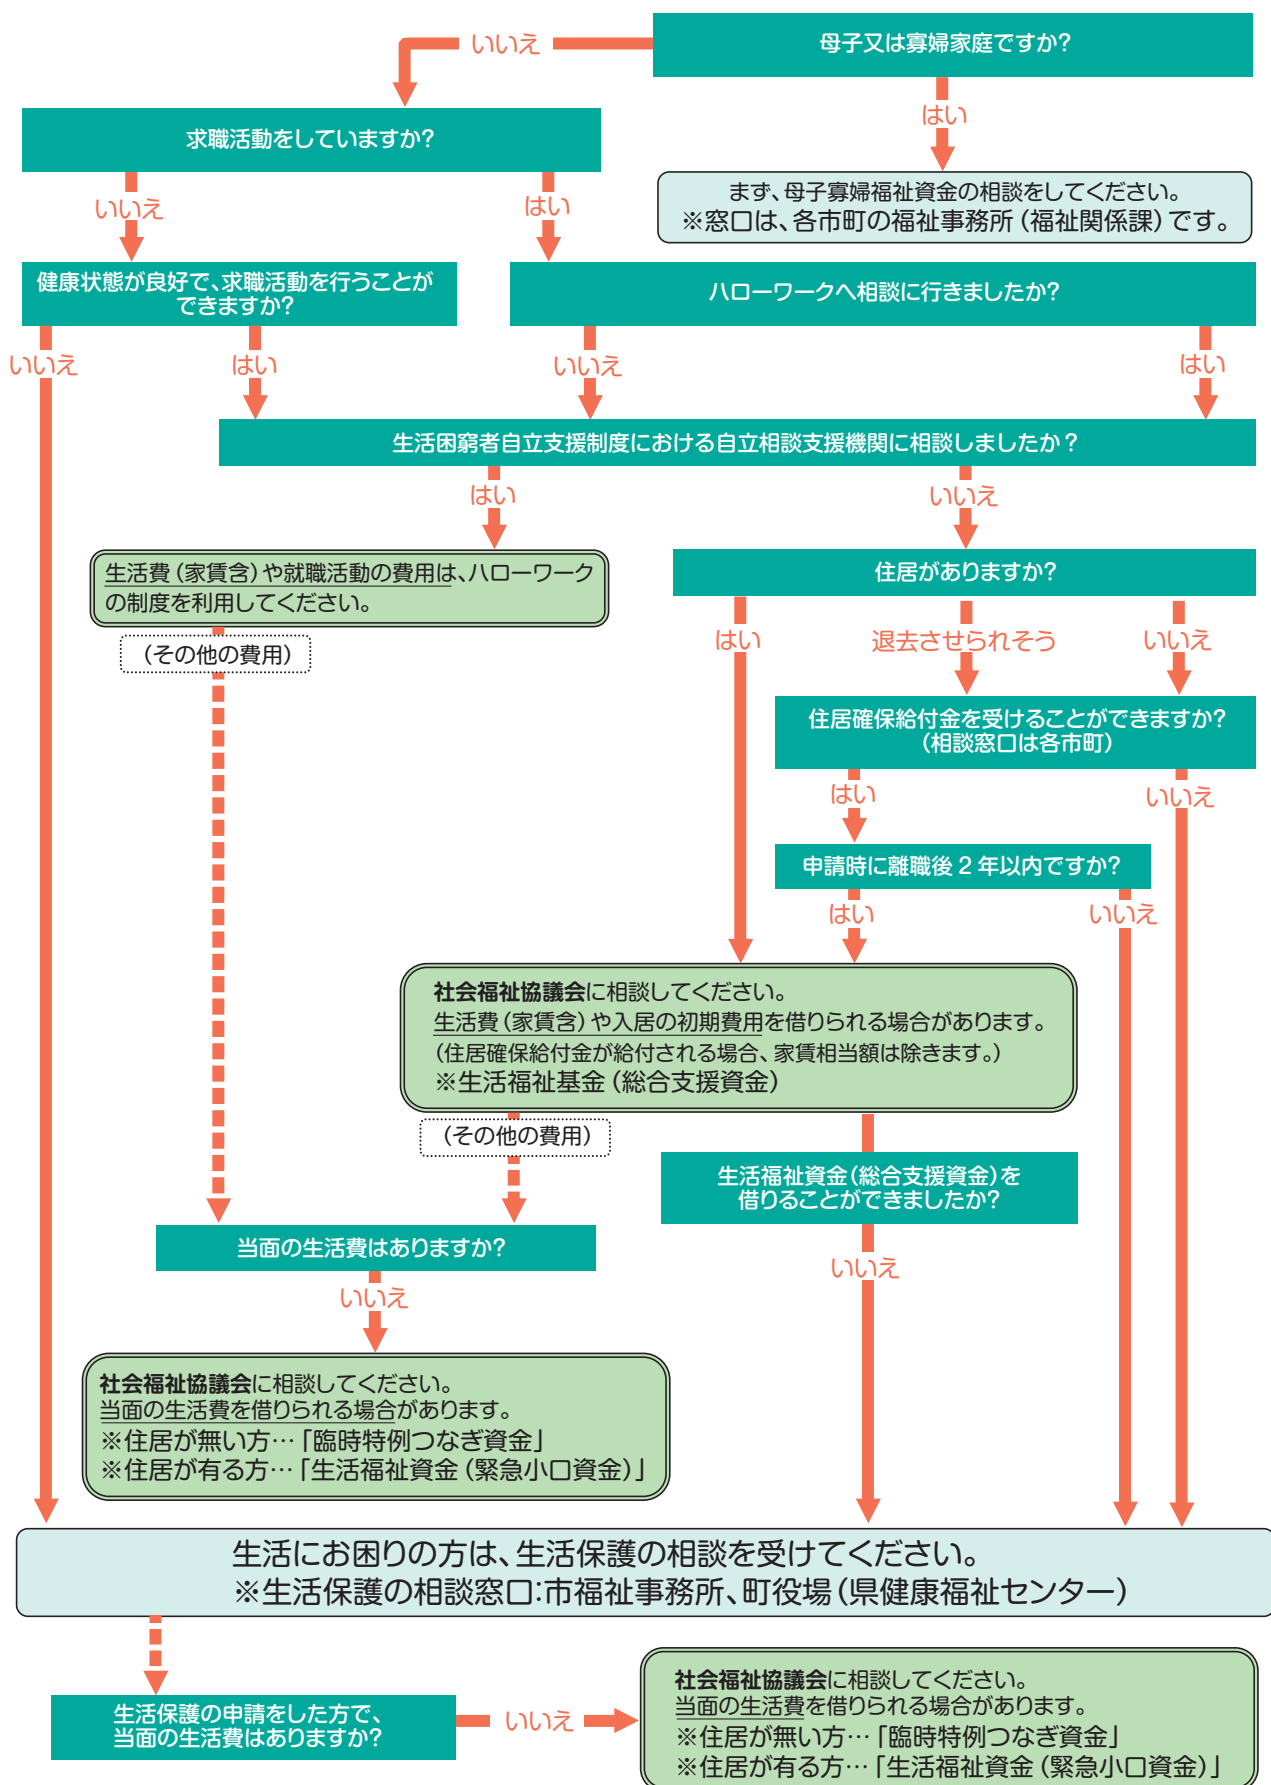 母子又は寡婦家庭ですか?
いいえ
はい
求職活動をしていますか?
まず、母子寡婦福祉資金の相談をしてください。
※窓口は、各市町の福祉事務所(福祉関係課)です。
いいえ
はい
健康状態が良好で、求職活動を行うことが
できますか?
ハローワークへ相談に行きましたか?
いいえ
はい
いいえ
はい
生活困窮者自立支援制度における自立相談支援機関に相談しましたか?
はい
いいえ
生活費(家賃含)や就職活動の費用は、ハローワーク
の制度を利用してください。
(その他の費用)
住居がありますか?
はい
退去させられそう
いいえ
住居確保給付金を受けることができますか?
(相談窓口は各市町)
はい
いいえ
申請時に離職後2年以内ですか?
はい
いいえ
社会福祉協議会に相談してください。
生活費(家賃含)や入居の初期費用を借りられる場合があります。
(住居確保給付金が給付される場合、家賃相当額は除きます。)
※生活福祉基金(総合支援資金)
(その他の費用)
生活福祉資金(総合支援資金)を
借りることができましたか?
いいえ
当面の生活費はありますか?
いいえ
社会福祉協議会に相談してください。
当面の生活費を借りられる場合があります。
※住居が無い方…「臨時特例つなぎ資金」
※住居が有る方…「生活福祉資金(緊急小口資金)」
生活にお困りの方は、生活保護の相談を受けてください。
※生活保護の相談窓口:市福祉事務所、町役場(県健康福祉センター)
生活保護の申請をした方で、
当面の生活費はありますか?
いいえ
社会福祉協議会に相談してください。
当面の生活費を借りられる場合があります。
※住居が無い方…「臨時特例つなぎ資金」
※住居が有る方…「生活福祉資金(緊急小口資金)」